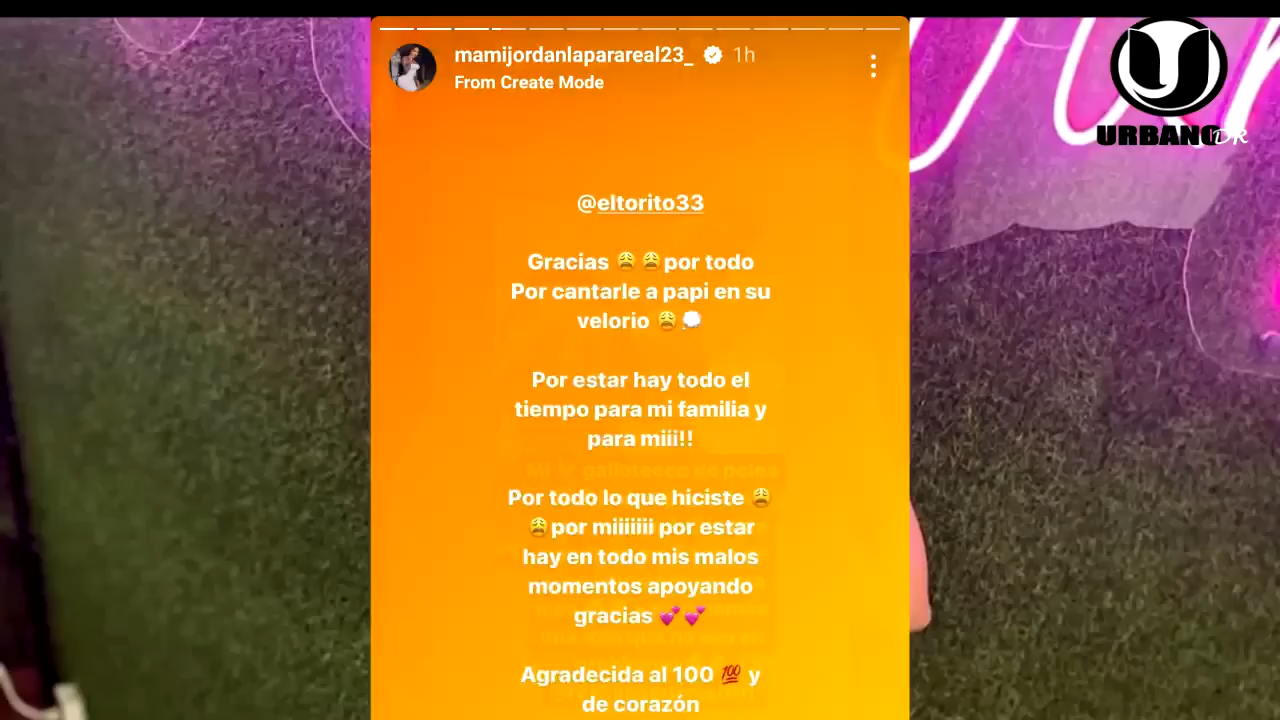 mamijordanlaparareal23_ 1h
From Create Mode
URBANO DR
@eltorito33
Gracias 😩😩por todo
Por cantarle a papi en su
velorio 😩💭
Por estar hay todo el
tiempo para mi familia y
para miii!!
Por todo lo que hiciste 😩
😩por miiiiiii por estar
hay en todo mis malos
momentos apoyando
gracias 💕💕
Agradecida al 100 💯 y
de corazón